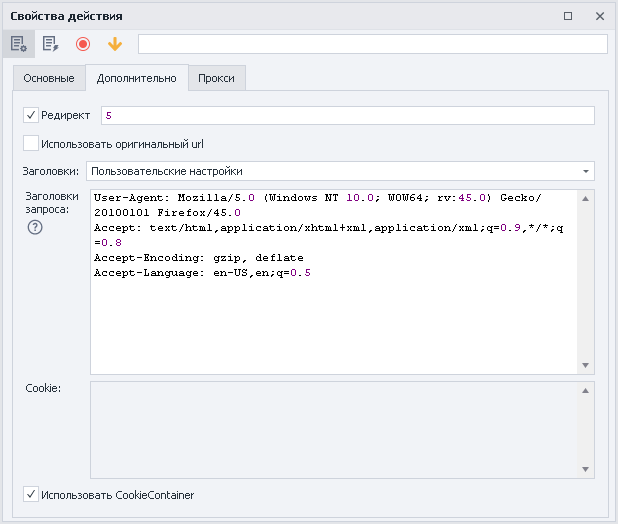 Свойства действия
Основные
Дополнительно
Прокси
Редирект
5
Использовать оригинальный url
Заголовки:
Пользовательские настройки
Заголовки
запроса:
User-Agent: Mozilla/5.0 (Windows NT 10.0; WOW64; rv:45.0) Gecko/
20100101 Firefox/45.0
Accept: text/html,application/xhtml+xml,application/xml;q=0.9,*/*;q
=0.8
Accept-Encoding: gzip, deflate
Accept-Language: en-US,en;q=0.5
Cookie:
Использовать CookieContainer